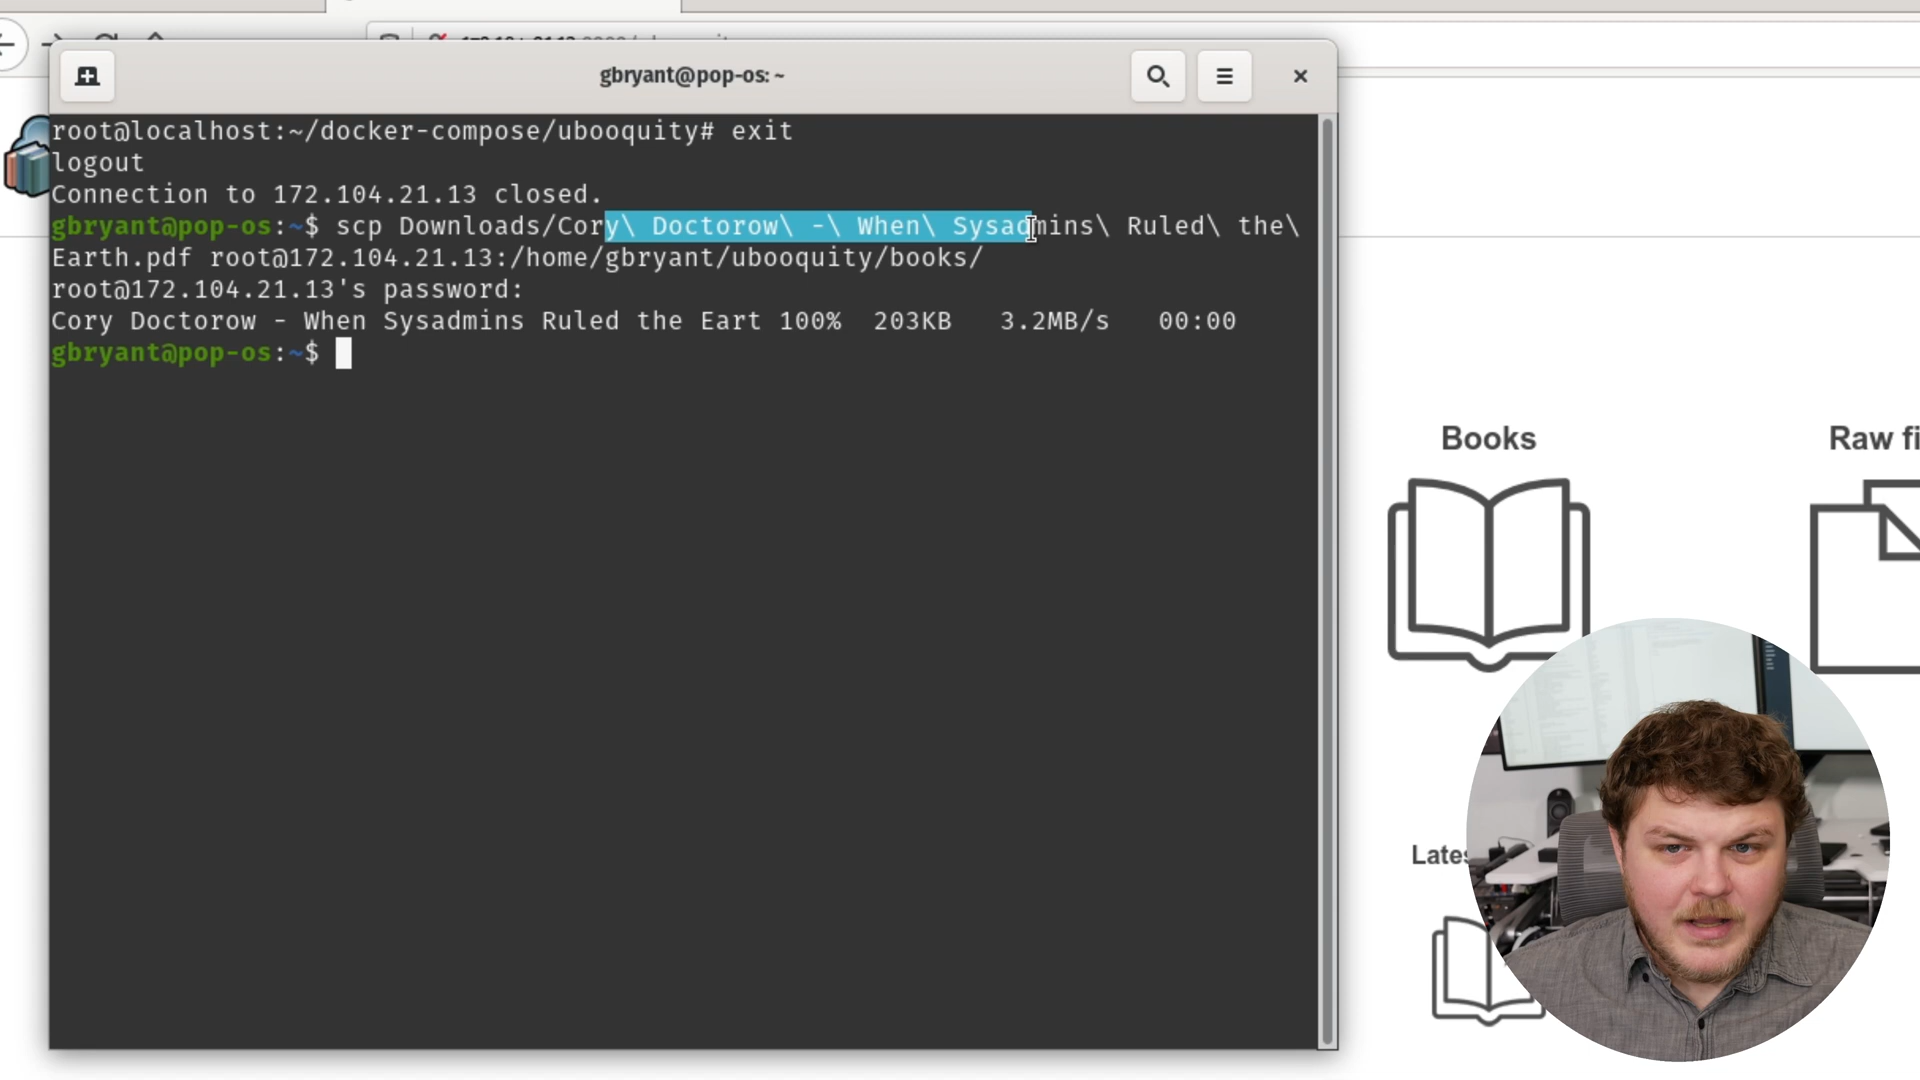 gbryant@pop-os: ~
root@localhost:~/docker-compose/ubooquity# exit
logout
Connection to 172.104.21.13 closed.
gbryant@pop-os:~$ scp Downloads/Cory\ Doctorow\ -\ When\ Sysadmins\ Ruled\ the\
Earth.pdf root@172.104.21.13:/home/gbryant/ubooquity/books/
root@172.104.21.13's password:
Cory Doctorow - When Sysadmins Ruled the Eart 100% 203KB 3.2MB/s 00:00
gbryant@pop-os:~$
Books
Raw fi
Lates